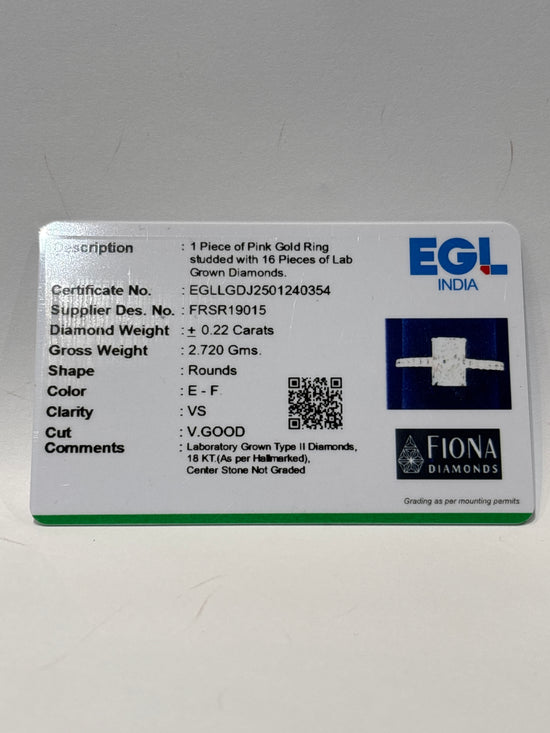 Description : 1 Piece of Pink Gold Ring
studded with 16 Pieces of Lab
Grown Diamonds.
Certificate No. : EGLLGDJ2501240354
Supplier Des. No. : FRSR19015
Diamond Weight : ± 0.22 Carats
Gross Weight : 2.720 Gms.
Shape : Rounds
Color : E - F
Clarity : VS
Cut : V.GOOD
Comments : Laboratory Grown Type II Diamonds,
18 KT.(As per Hallmarked),
Center Stone Not Graded
EGL
INDIA
FIONA
DIAMONDS
Grading as per mounting permits